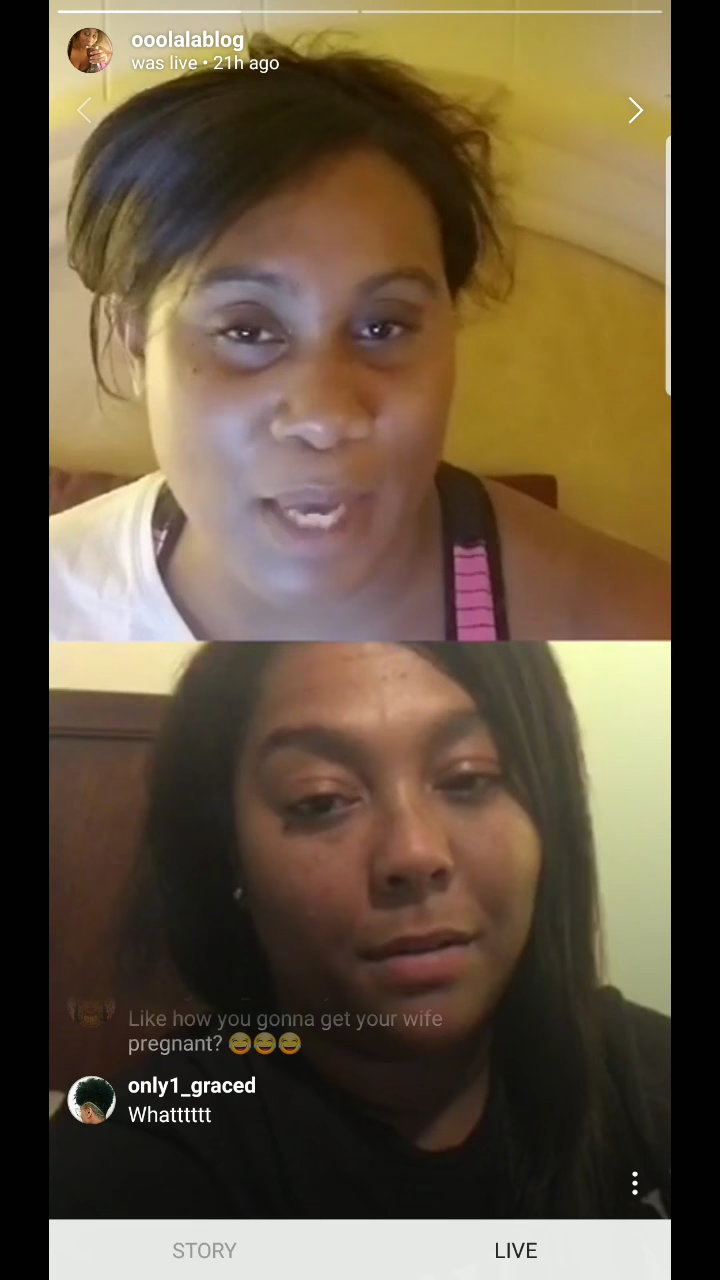 ooolalablog
was live • 21h ago
Like how you gonna get your wife
pregnant? 😂😂😂
only1_graced
Whatttttt
STORY
LIVE